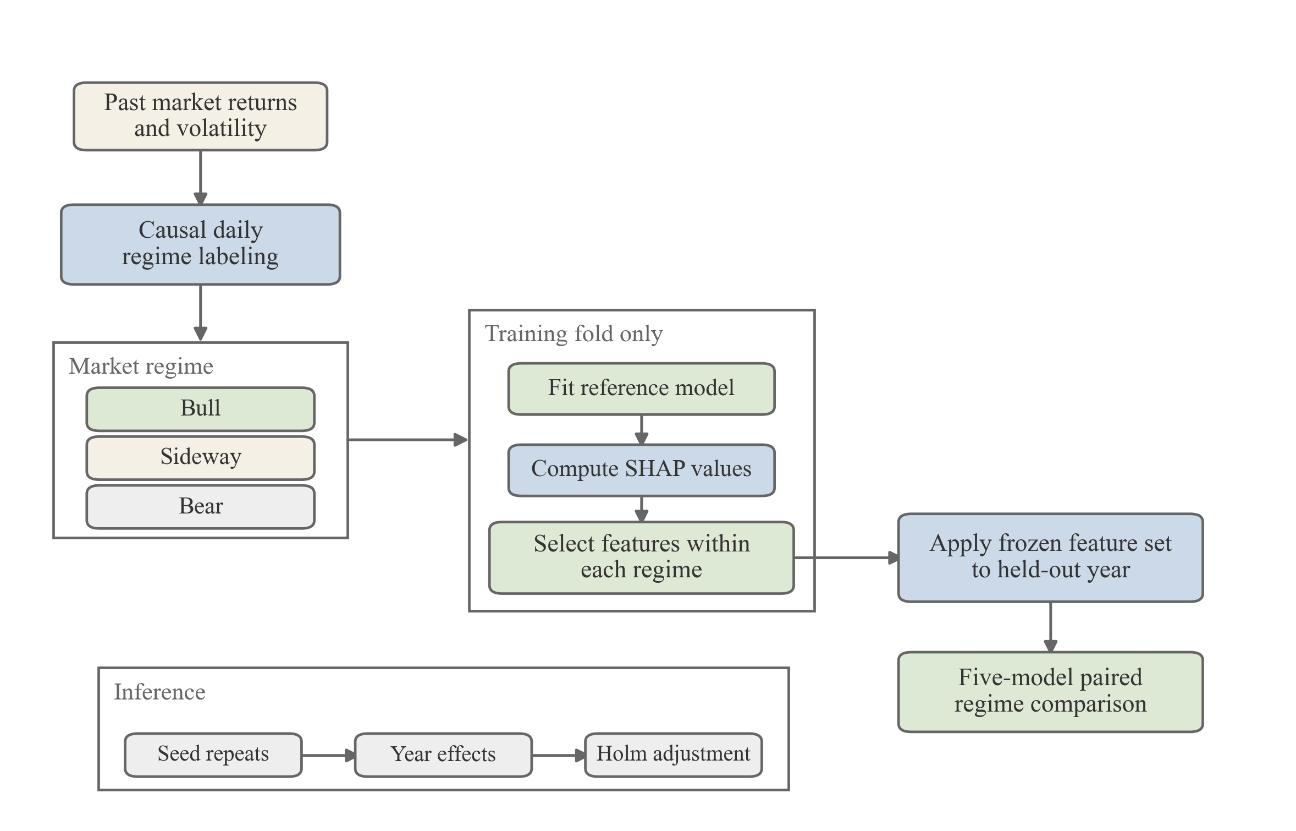 Past market returns
and volatility
Causal daily
regime labeling
Market regime
Bull
Sideway
Bear
Training fold only
Fit reference model
Compute SHAP values
Select features within
each regime
Apply frozen feature set
to held-out year
Five-model paired
regime comparison
Inference
Seed repeats
Year effects
Holm adjustment